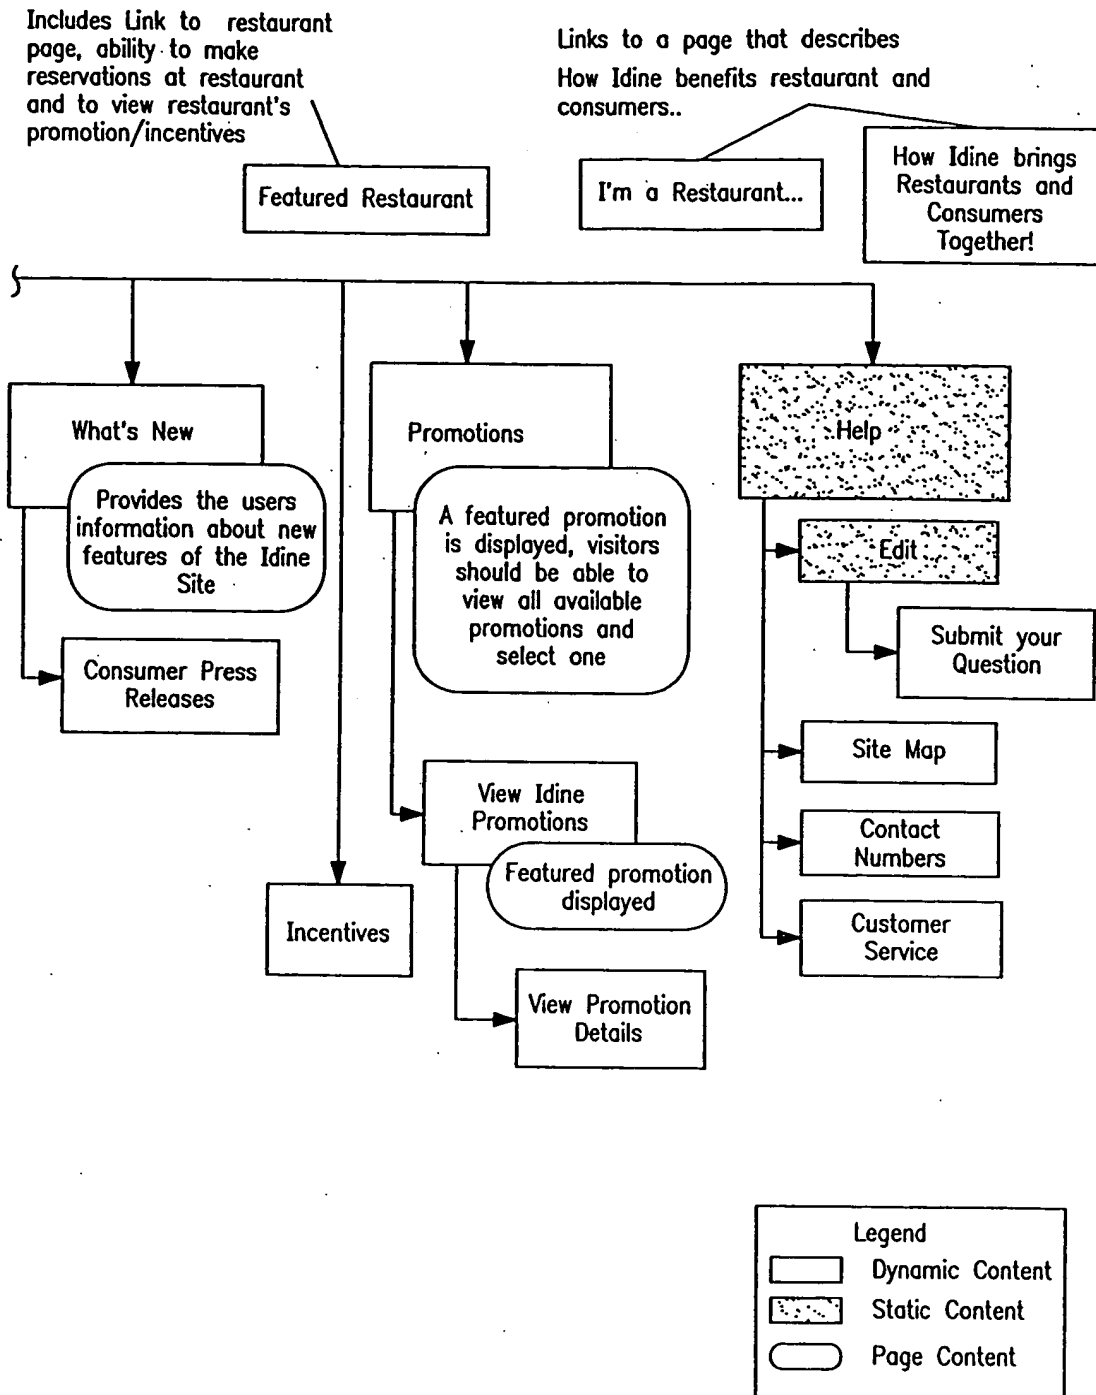 Includes Link to restaurant
page, ability to make
reservations at restaurant
and to view restaurant's
promotion/incentives
Links to a page that describes
How Idine benefits restaurant and
consumers..
Featured Restaurant
I'm a Restaurant...
How Idine brings
Restaurants and
Consumers
Together!
What's New
Provides the users
information about new
features of the Idine
Site
Consumer Press
Releases
Incentives
Promotions
A featured promotion
is displayed, visitors
should be able to
view all available
promotions and
select one
View Idine
Promotions
Featured promotion
displayed
View Promotion
Details
Help
Edit
Submit your
Question
Site Map
Contact
Numbers
Customer
Service
Legend
Dynamic Content
Static Content
Page Content